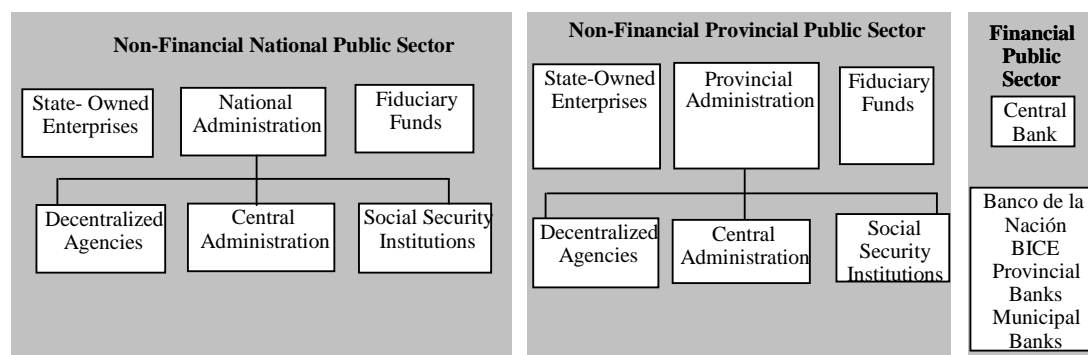 Non-Financial National Public Sector
State- Owned
Enterprises
National
Administration
Fiduciary
Funds
Decentralized
Agencies
Central
Administration
Social Security
Institutions
Non-Financial Provincial Public Sector
State-Owned
Enterprises
Provincial
Administration
Fiduciary
Funds
Decentralized
Agencies
Central
Administration
Social
Security
Institutions
Financial
Public
Sector
Central
Bank
Banco de la
Nación
BICE
Provincial
Banks
Municipal
Banks